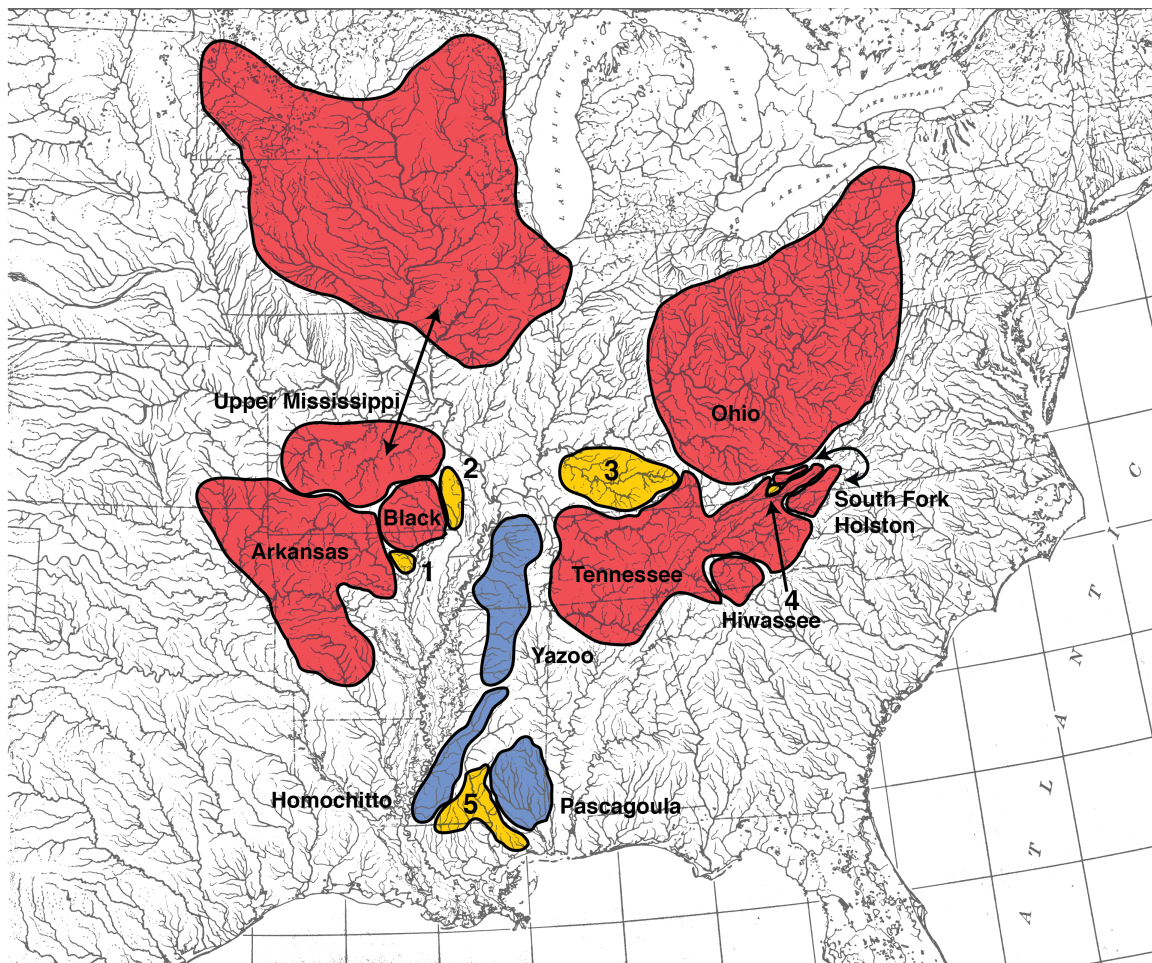 LAKE MICHIGAN
LAKE HURON
LAKE ONTARIO
LAKE
Upper Mississippi
Ohio
2
3
South Fork
Holston
Black
Arkansas
1
Tennessee
4
Hiwassee
Yazoo
Homochitto
5
Pascagoula
ATLANTIC